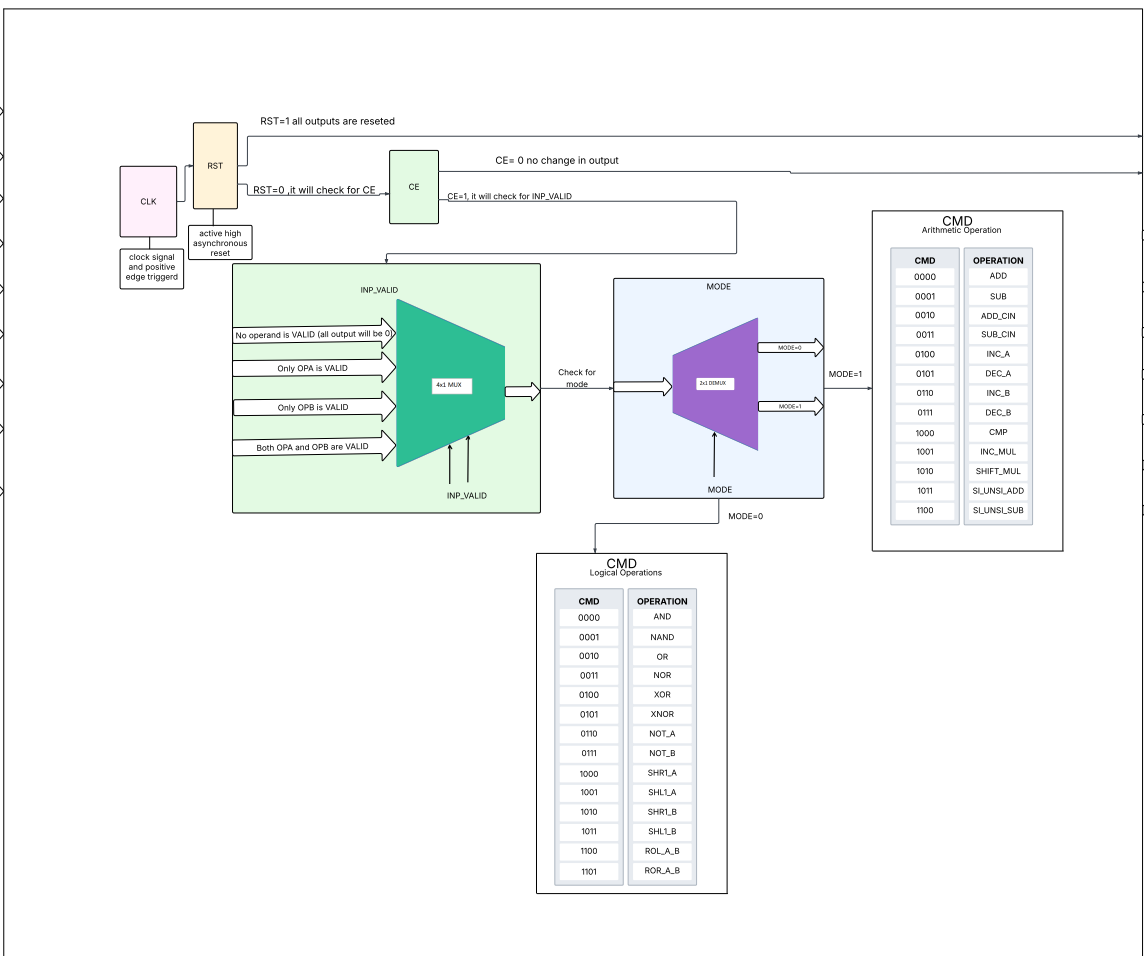 RST=1 all outputs are reseted
RST
CE= 0 no change in output
CLK
RST=0 ,it will check for CE
CE
CE=1, it will check for INP_VALID
active high
asynchronous
reset
clock signal
and positive
edge triggerd
INP_VALID
No operand is VALID (all output will be 0)
Only OPA is VALID
4x1 MUX
Only OPB is VALID
Both OPA and OPB are VALID
INP_VALID
Check for
mode
MODE
MODE=0
2x1 DEMUX
MODE=1
MODE
MODE=1
MODE=0
CMD
Arithmetic Operation
CMD OPERATION
0000 ADD
0001 SUB
0010 ADD_CIN
0011 SUB_CIN
0100 INC_A
0101 DEC_A
0110 INC_B
0111 DEC_B
1000 CMP
1001 INC_MUL
1010 SHIFT_MUL
1011 SI_UNSI_ADD
1100 SI_UNSI_SUB
CMD
Logical Operations
CMD OPERATION
0000 AND
0001 NAND
0010 OR
0011 NOR
0100 XOR
0101 XNOR
0110 NOT_A
0111 NOT_B
1000 SHR1_A
1001 SHL1_A
1010 SHR1_B
1011 SHL1_B
1100 ROL_A_B
1101 ROR_A_B